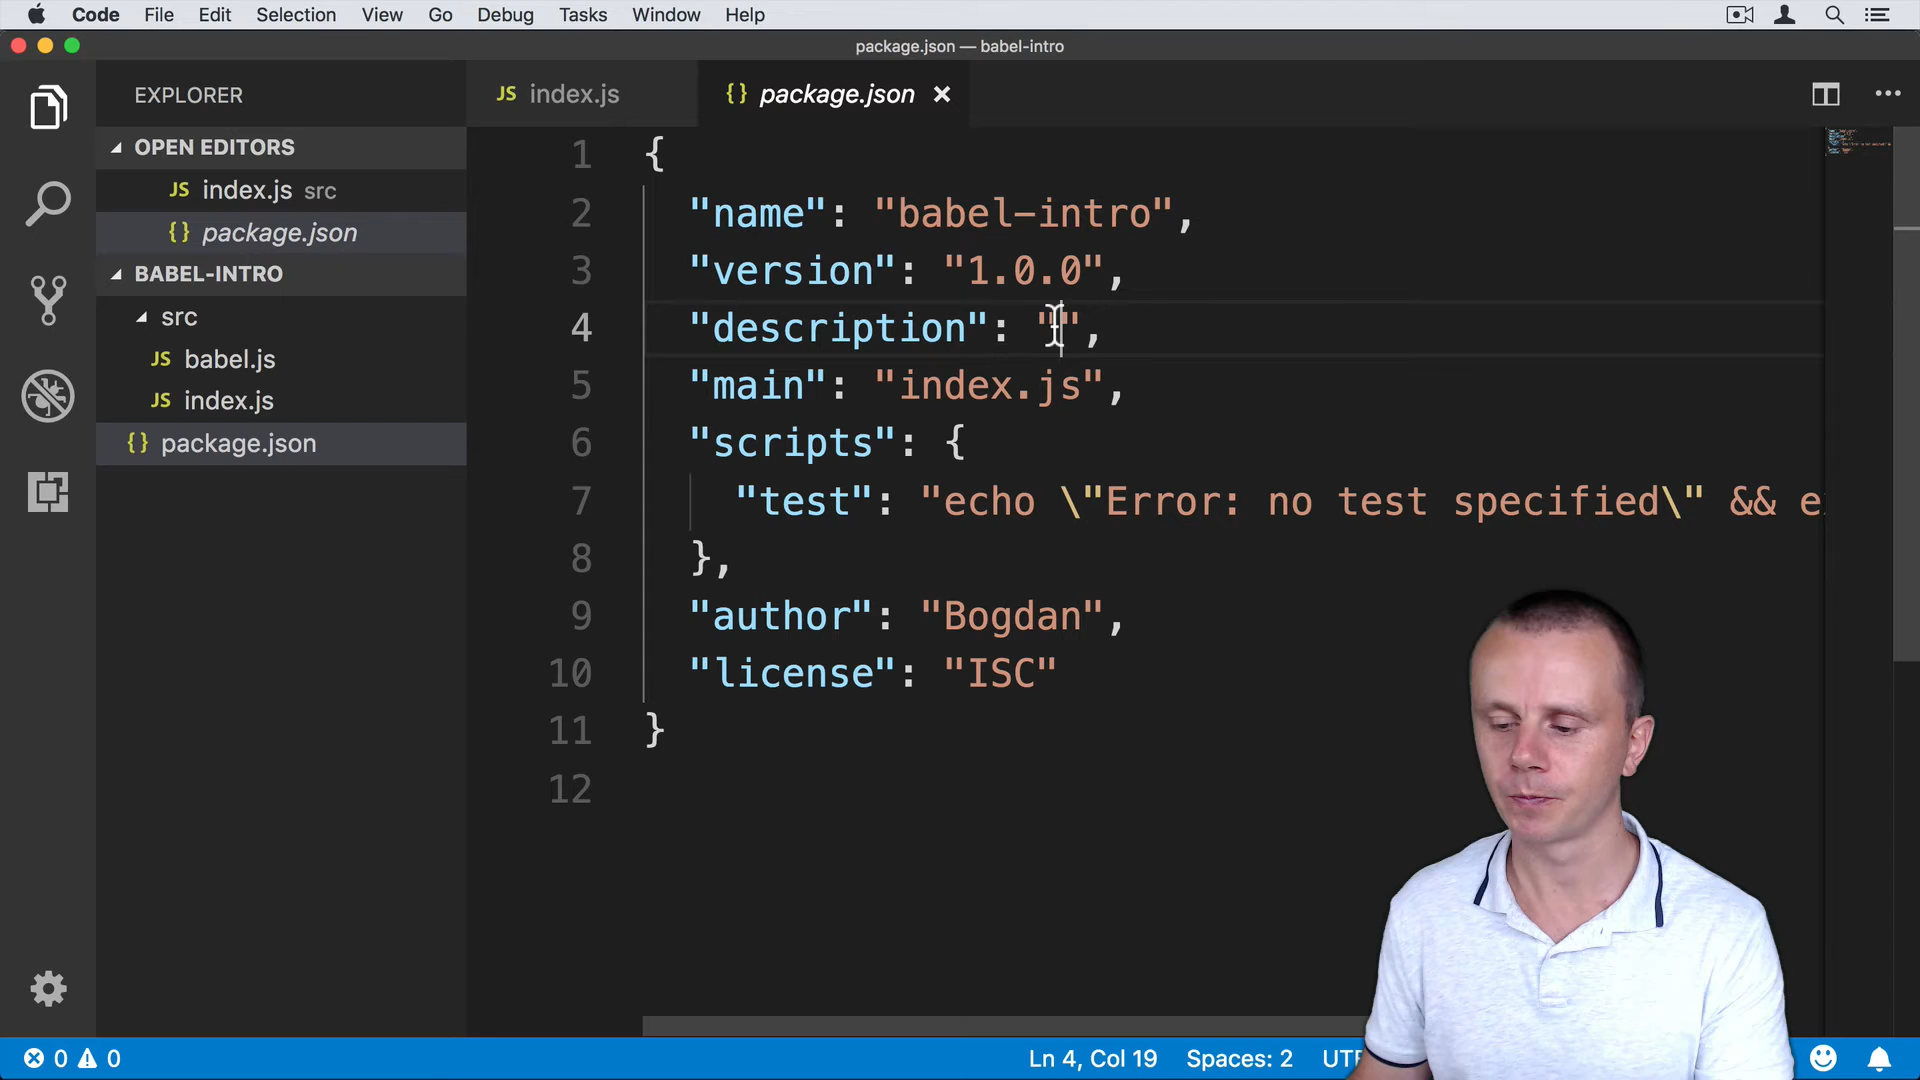 Code File Edit Selection View Go Debug Tasks Window Help
package.json — babel-intro
EXPLORER
OPEN EDITORS
JS index.js src
{} package.json
BABEL-INTRO
src
JS babel.js
JS index.js
{} package.json
JS index.js
{} package.json
1 {
2 "name": "babel-intro",
3 "version": "1.0.0",
4 "description": "",
5 "main": "index.js",
6 "scripts": {
7 "test": "echo \"Error: no test specified\" &&
8 },
9 "author": "Bogdan",
10 "license": "ISC"
11 }
12
0 0
Ln 4, Col 19 Spaces: 2